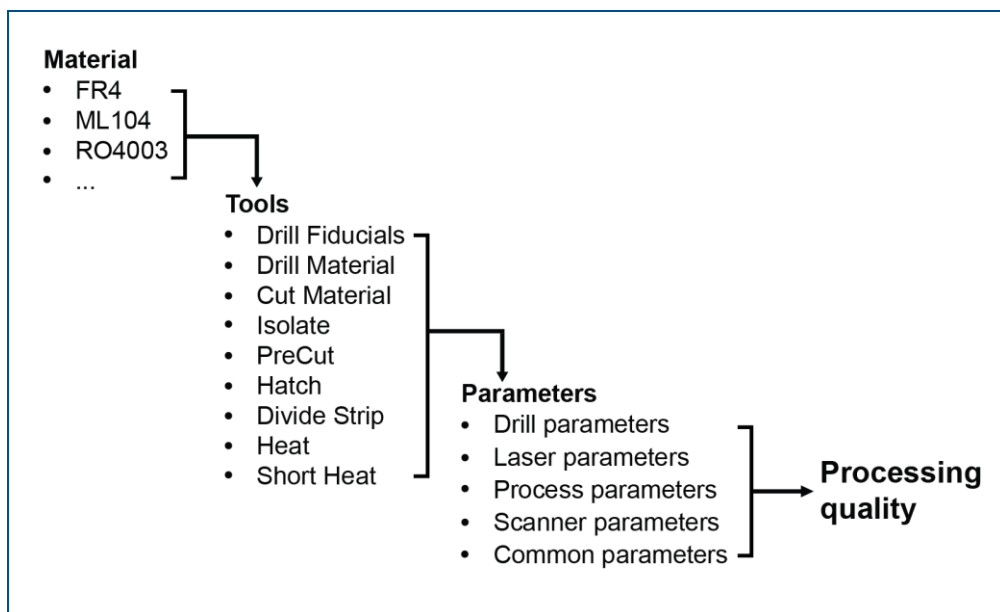 Material
• FR4
• ML104
• RO4003
• ...
Tools
• Drill Fiducials
• Drill Material
• Cut Material
• Isolate
• PreCut
• Hatch
• Divide Strip
• Heat
• Short Heat
Parameters
• Drill parameters
• Laser parameters
• Process parameters
• Scanner parameters
• Common parameters
Processing
quality